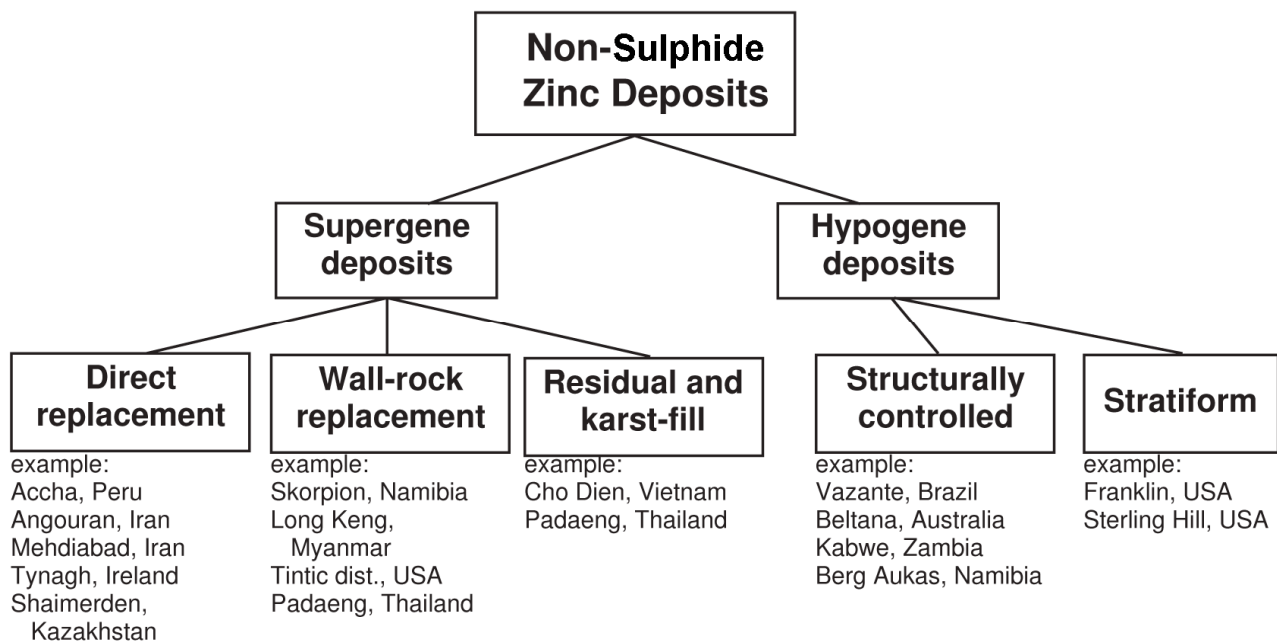 Non-Sulphide
Zinc Deposits
Supergene
deposits
Hypogene
deposits
Direct
replacement
example:
Accha, Peru
Angouran, Iran
Mehdiabad, Iran
Tynagh, Ireland
Shaimerden,
Kazakhstan
Wall-rock
replacement
example:
Skorpion, Namibia
Long Keng,
Myanmar
Tintic dist., USA
Padaeng, Thailand
Residual and
karst-fill
example:
Cho Dien, Vietnam
Padaeng, Thailand
Structurally
controlled
example:
Vazante, Brazil
Beltana, Australia
Kabwe, Zambia
Berg Aukas, Namibia
Stratiform
example:
Franklin, USA
Sterling Hill, USA